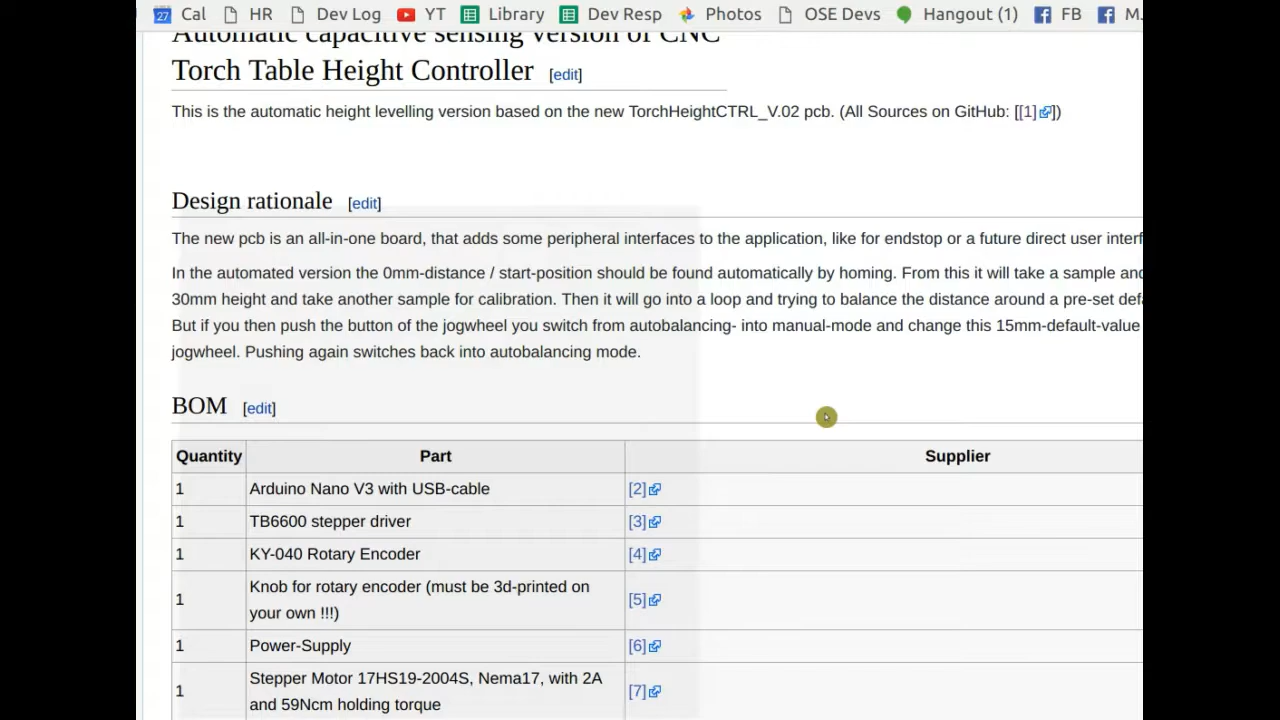 Cal HR Dev Log YT Library Dev Resp Photos OSE Devs Hangout (1) FB M.
Automatic capacitive sensing version of CNC
Torch Table Height Controller [edit]
This is the automatic height levelling version based on the new TorchHeightCTRL_V.02 pcb. (All Sources on GitHub: [[1]])
Design rationale [edit]
The new pcb is an all-in-one board, that adds some peripheral interfaces to the application, like for endstop or a future direct user interf
In the automated version the 0mm-distance / start-position should be found automatically by homing. From this it will take a sample and
30mm height and take another sample for calibration. Then it will go into a loop and trying to balance the distance around a pre-set def
But if you then push the button of the jogwheel you switch from autobalancing- into manual-mode and change this 15mm-default-value
jogwheel. Pushing again switches back into autobalancing mode.
BOM [edit]
Quantity Part Supplier
1 Arduino Nano V3 with USB-cable [2]
1 TB6600 stepper driver [3]
1 KY-040 Rotary Encoder [4]
1 Knob for rotary encoder (must be 3d-printed on
your own !!!) [5]
1 Power-Supply [6]
1 Stepper Motor 17HS19-2004S, Nema17, with 2A
and 59Ncm holding torque [7]